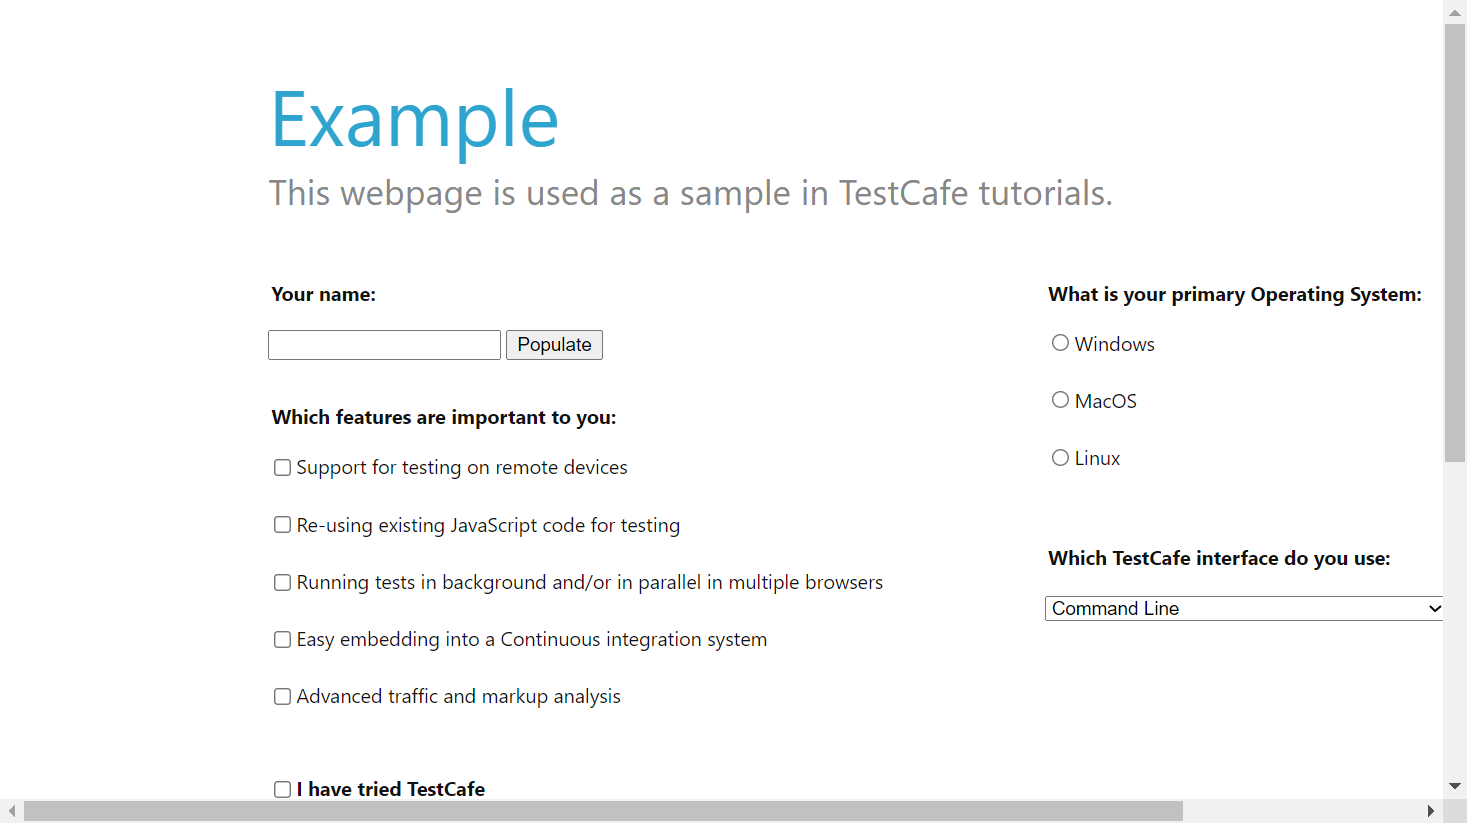 Example
This webpage is used as a sample in TestCafe tutorials.
Your name:
Populate
Which features are important to you:
Support for testing on remote devices
Re-using existing JavaScript code for testing
Running tests in background and/or in parallel in multiple browsers
Easy embedding into a Continuous integration system
Advanced traffic and markup analysis
I have tried TestCafe
What is your primary Operating System:
Windows
MacOS
Linux
Which TestCafe interface do you use:
Command Line